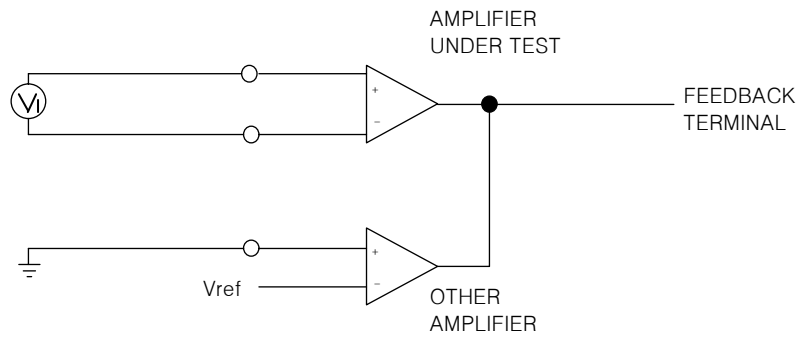 AMPLIFIER
UNDER TEST
VI
+
−
FEEDBACK
TERMINAL
+
Vref
−
OTHER
AMPLIFIER